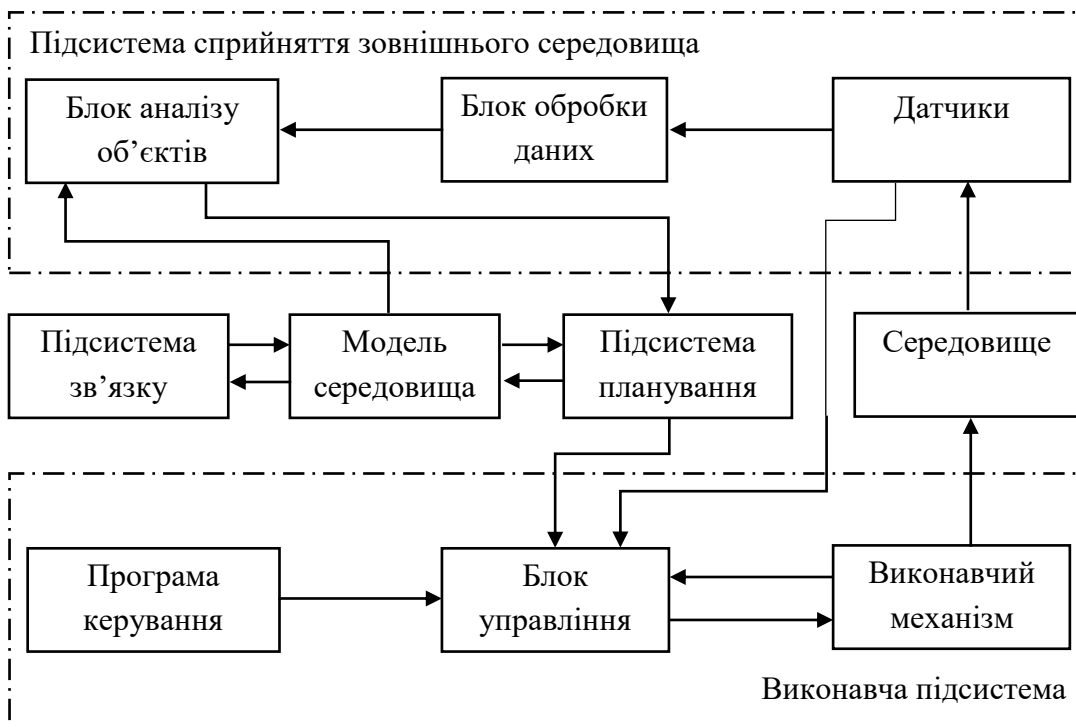 Підсистема сприйняття зовнішнього середовища
Блок аналізу
об’єктів
Блок обробки
даних
Датчики
Підсистема
зв’язку
Модель
середовища
Підсистема
планування
Середовище
Програма
керування
Блок
управління
Виконавчий
механізм
Виконавча підсистема